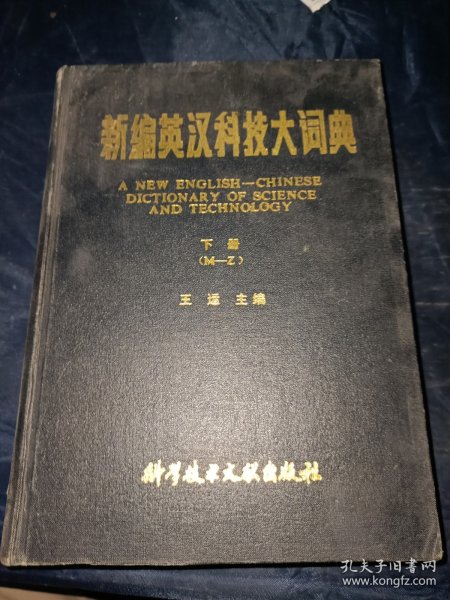 新编英汉科技大词典
A NEW ENGLISH—CHINESE
DICTIONARY OF SCIENCE
AND TECHNOLOGY
下册
(M—Z)
王运 主编
科学技术文献出版社
孔夫子旧书网
www.kongfz.com